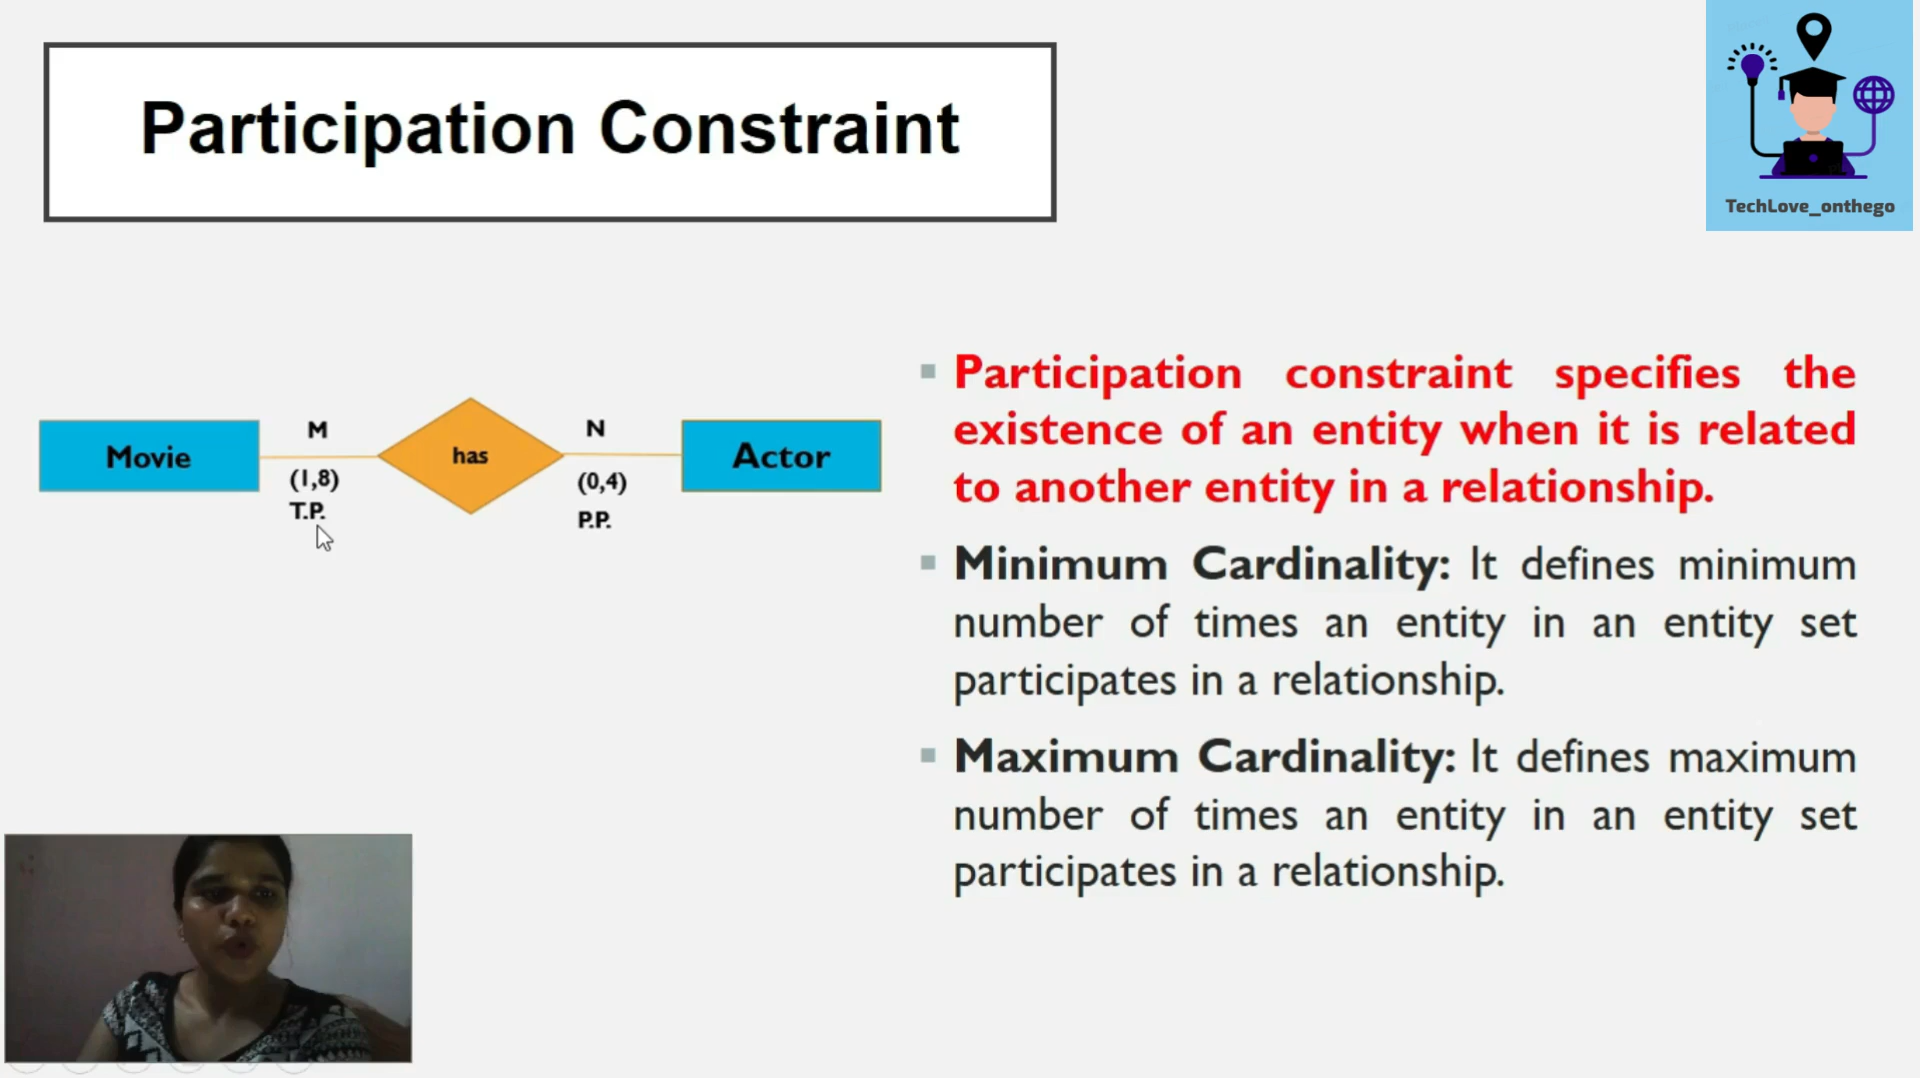 Participation Constraint
TechLove_onthego
Movie
M
(1,8)
T.P.
has
N
(0,4)
P.P.
Actor
Participation constraint specifies the
existence of an entity when it is related
to another entity in a relationship.
Minimum Cardinality: It defines minimum
number of times an entity in an entity set
participates in a relationship.
Maximum Cardinality: It defines maximum
number of times an entity in an entity set
participates in a relationship.